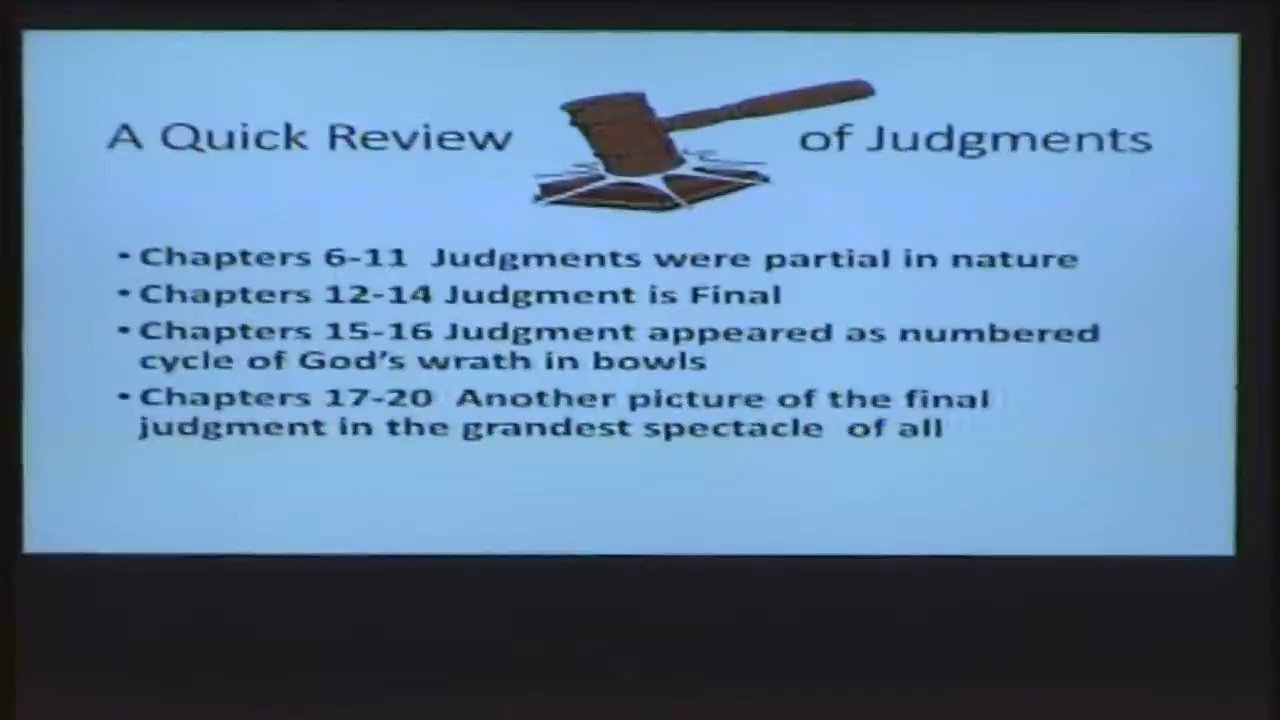 A Quick Review of Judgments
• Chapters 6-11 Judgments were partial in nature
• Chapters 12-14 Judgment is Final
• Chapters 15-16 Judgment appeared as numbered
cycle of God's wrath in bowls
• Chapters 17-20 Another picture of the final
judgment in the grandest spectacle of all